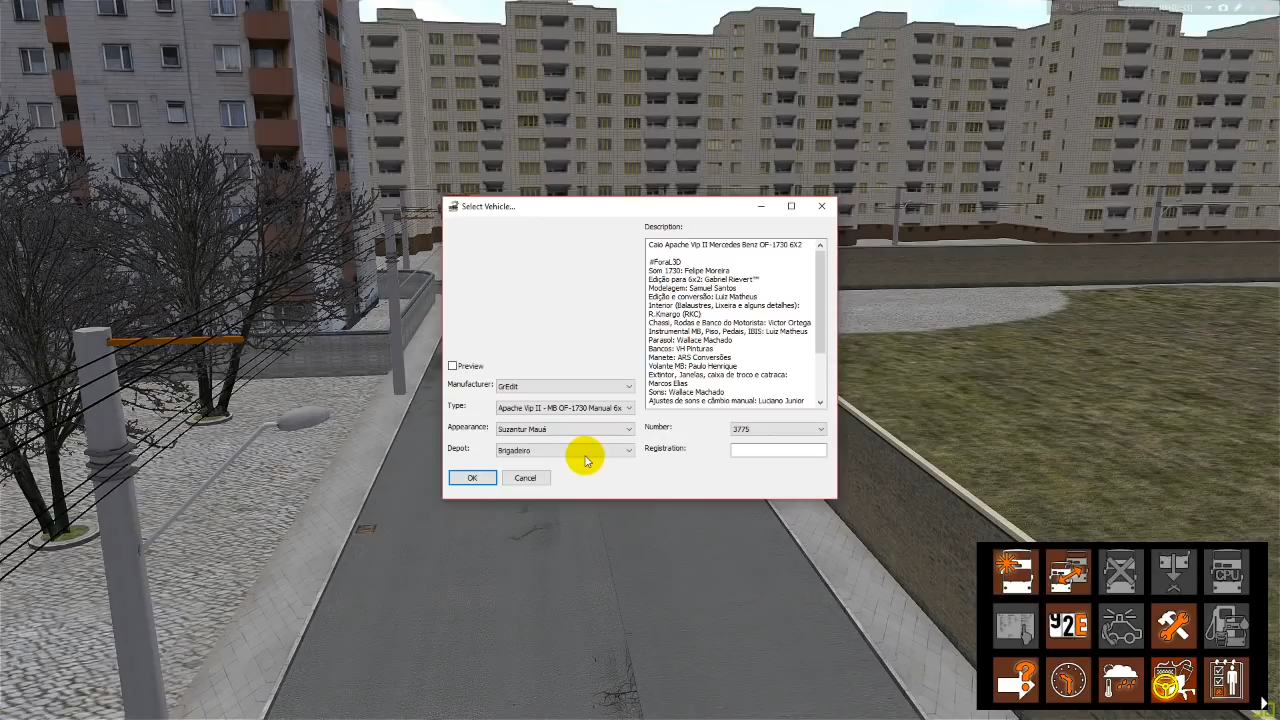 Select Vehicle...
Description:
Caio Apache Vip II Mercedes Benz OF-1730 6X2
#ForaL3D
Som 1730: Felipe Moreira
Edição para 6x2: Gabriel Rievert™
Modelagem: Samuel Santos
Edição e conversão: Luiz Matheus
Interior (Balaustres, Lixeira e alguns detalhes):
R.Kmargo (RKC)
Chassi, Rodas e Banco do Motorista: Victor Ortega
Instrumental MB, Piso, Pedais, IBIS: Luiz Matheus
Parasol: Wallace Machado
Bancos: VH Pinturas
Manete: ARS Conversões
Volante MB: Paulo Henrique
Extintor, Janelas, caixa de troco e catraca:
Marcos Elias
Sons: Wallace Machado
Ajustes de sons e câmbio manual: Luciano Junior
Preview
Manufacturer: GrEdit
Type: Apache Vip II - MB OF-1730 Manual 6x
Appearance: Suzantur Mauá
Number: 3775
Depot: Brigadeiro
Registration:
OK Cancel
CPU
92E
?